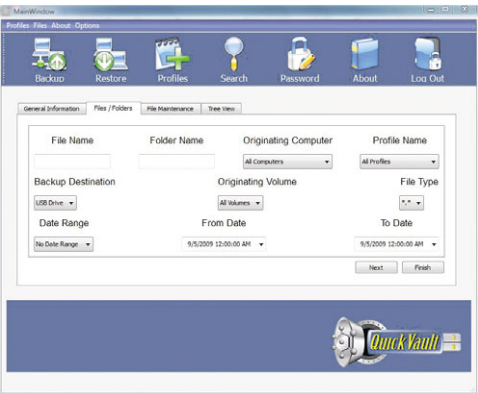 MainWindow
Profiles Files About Options
Backup Restore Profiles Search Password About Log Out
General Information Files / Folders File Maintenance Tree View
File Name Folder Name Originating Computer Profile Name
All Computers All Profiles
Backup Destination Originating Volume File Type
USB Drive All Volumes *.*
Date Range From Date To Date
No Date Range 9/5/2009 12:00:00 AM 9/5/2009 12:00:00 AM
Next Finish
QuickVault